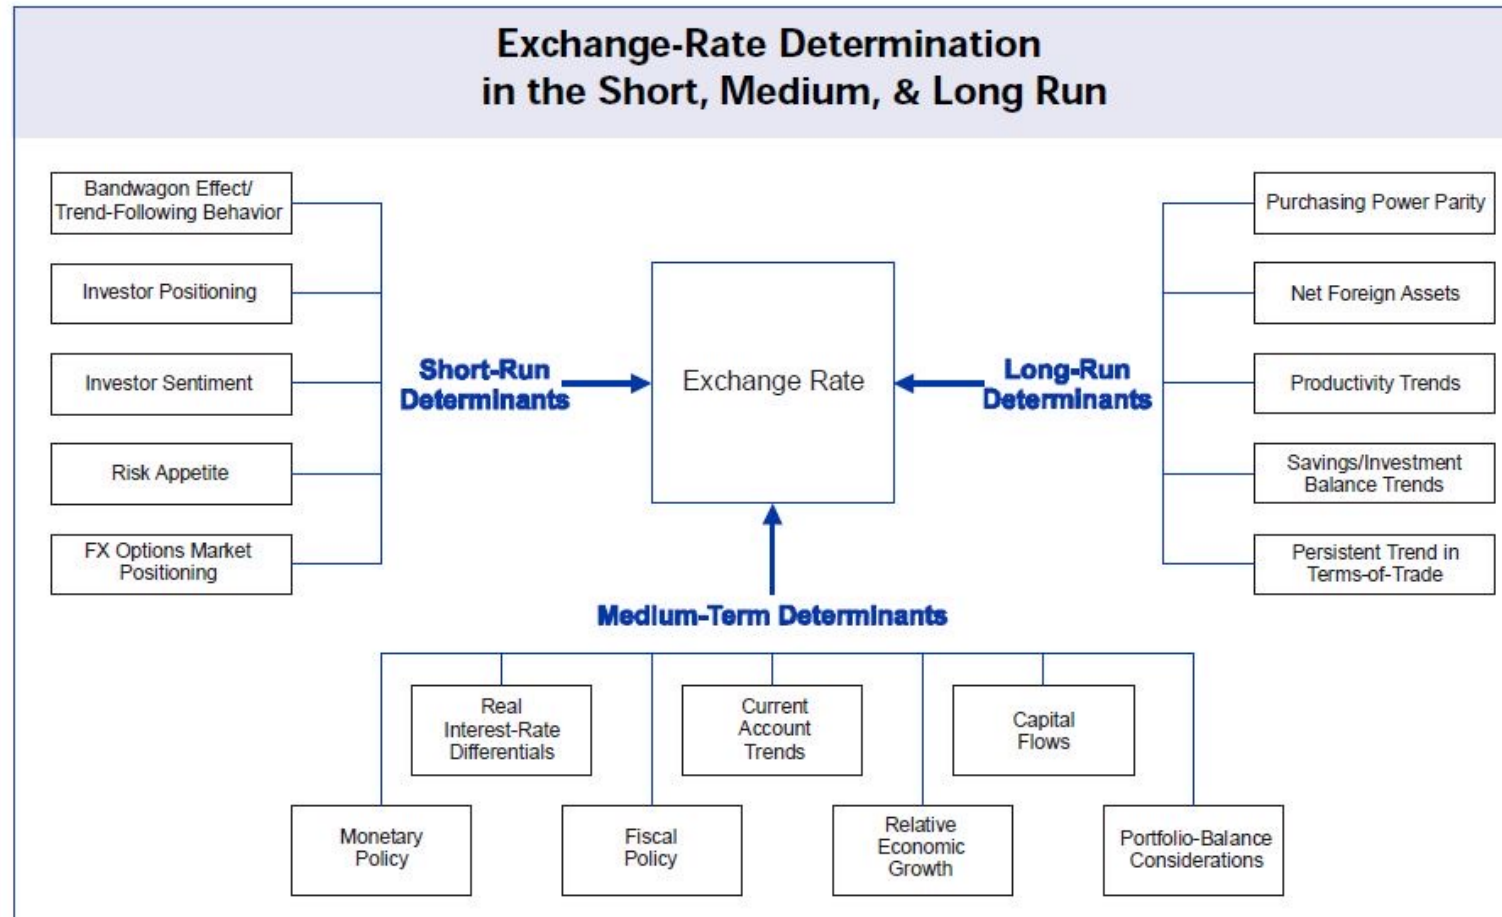 Exchange-Rate Determination
in the Short, Medium, & Long Run
Bandwagon Effect/
Trend-Following Behavior
Investor Positioning
Investor Sentiment
Risk Appetite
FX Options Market
Positioning
Short-Run
Determinants
Exchange Rate
Long-Run
Determinants
Purchasing Power Parity
Net Foreign Assets
Productivity Trends
Savings/Investment
Balance Trends
Persistent Trend in
Terms-of-Trade
Medium-Term Determinants
Real
Interest-Rate
Differentials
Current
Account
Trends
Capital
Flows
Monetary
Policy
Fiscal
Policy
Relative
Economic
Growth
Portfolio-Balance
Considerations